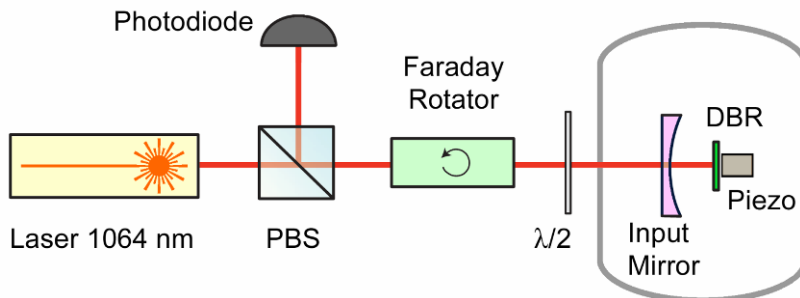 Photodiode
Faraday
Rotator
DBR
Piezo
Laser 1064 nm
PBS
λ/2
Input
Mirror